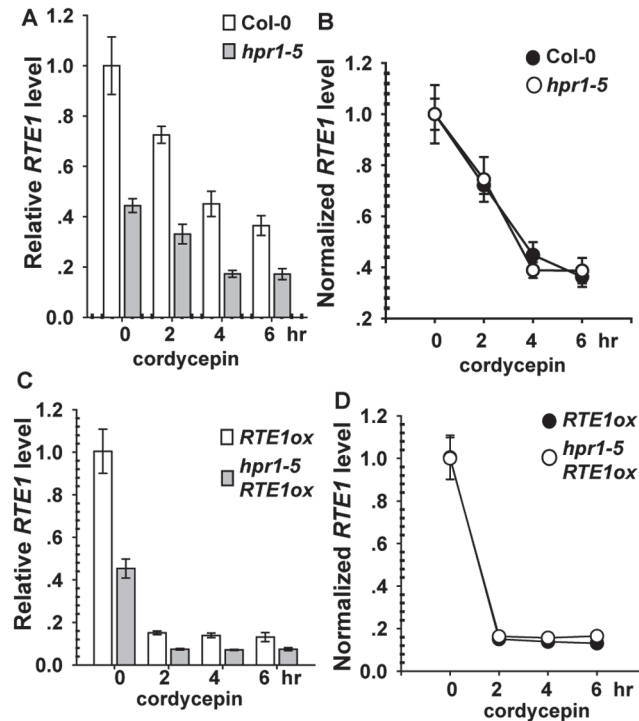 A
Col-0
hpr1-5
Relative RTE1 level
1.2
1.0
.8
.6
.4
.2
0.0
0 2 4 6 hr
cordycepin
B
Col-0
hpr1-5
Normalized RTE1 level
1.2
1.0
.8
.6
.4
.2
0 2 4 6 hr
cordycepin
C
RTE1ox
hpr1-5
RTE1ox
Relative RTE1 level
1.2
1.0
.8
.6
.4
.2
0.0
0 2 4 6 hr
cordycepin
D
RTE1ox
hpr1-5
RTE1ox
Normalized RTE1 level
1.2
1.0
.8
.6
.4
.2
0.0
0 2 4 6 hr
cordycepin